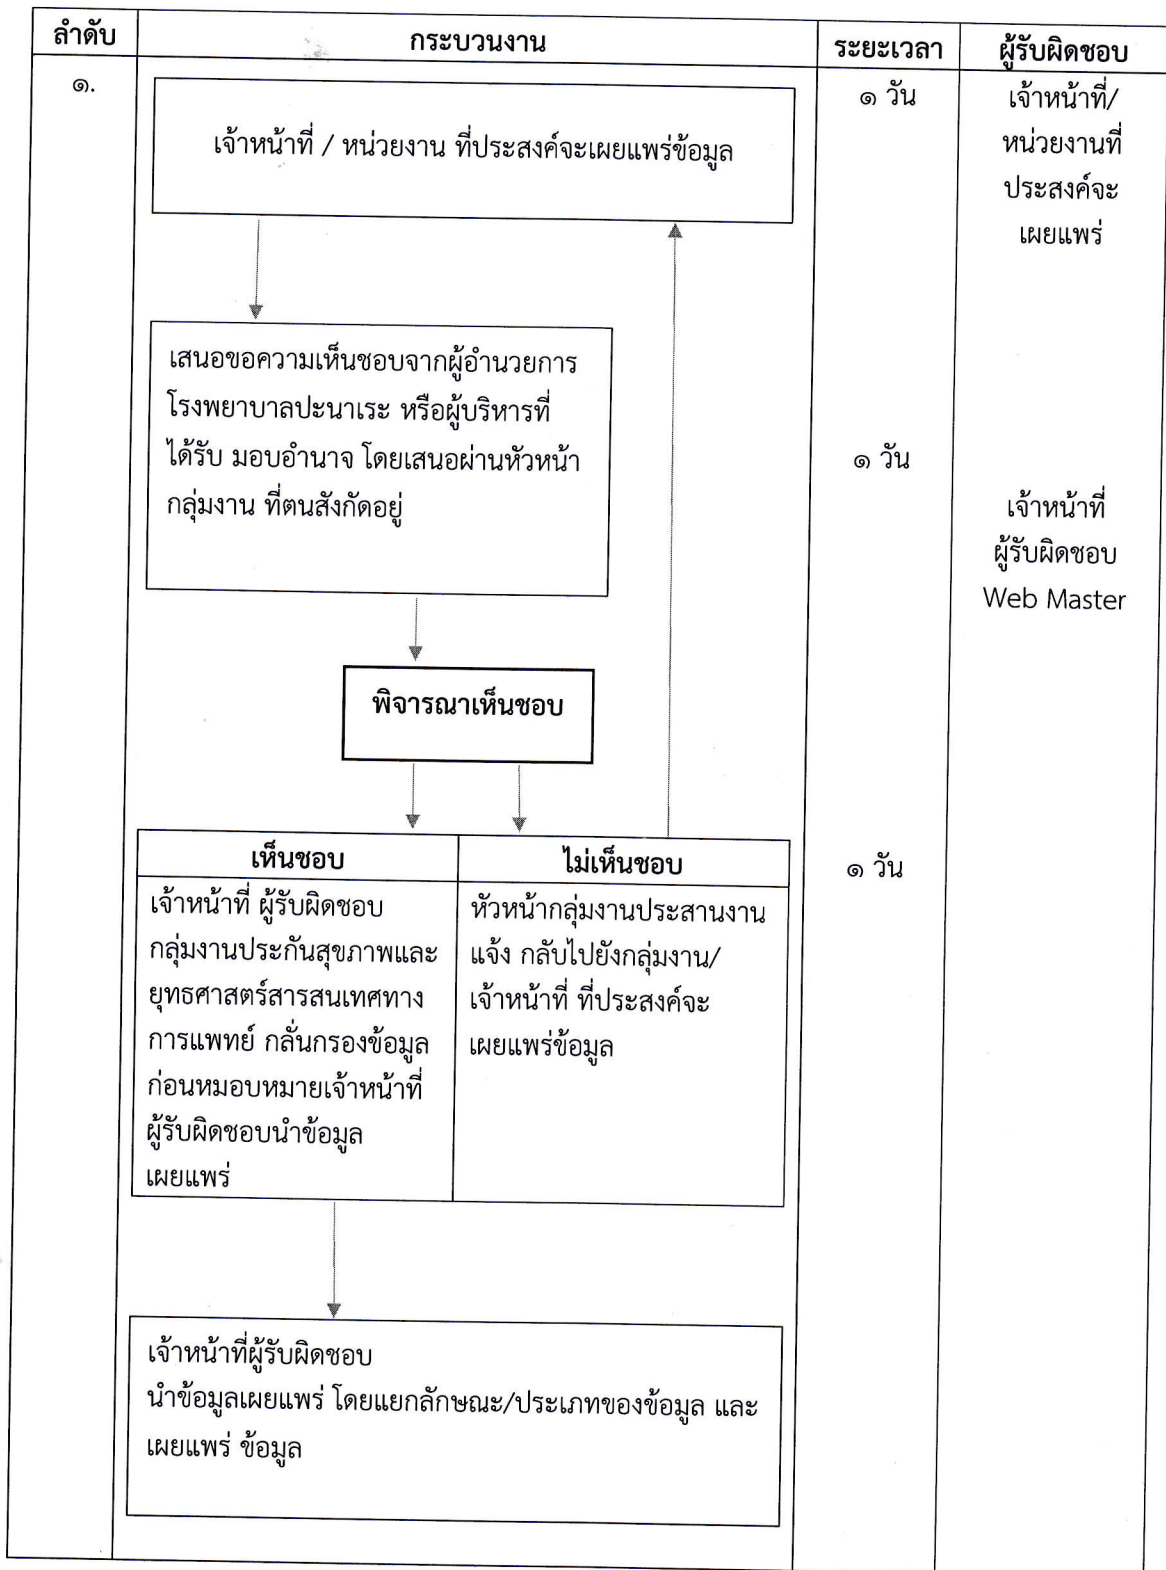 ลำดับ
กระบวนงาน
ระยะเวลา
ผู้รับผิดชอบ
๑.
เจ้าหน้าที่ / หน่วยงาน ที่ประสงค์จะเผยแพร่ข้อมูล
๑ วัน
เจ้าหน้าที่/
หน่วยงานที่
ประสงค์จะ
เผยแพร่
เสนอขอความเห็นชอบจากผู้อำนวยการ
โรงพยาบาลปะนาเระ หรือผู้บริหารที่
ได้รับ มอบอำนาจ โดยเสนอผ่านหัวหน้า
กลุ่มงาน ที่ตนสังกัดอยู่
๑ วัน
เจ้าหน้าที่
ผู้รับผิดชอบ
Web Master
พิจารณาเห็นชอบ
เห็นชอบ
เจ้าหน้าที่ ผู้รับผิดชอบ
กลุ่มงานประกันสุขภาพและ
ยุทธศาสตร์สารสนเทศทาง
การแพทย์ กลั่นกรองข้อมูล
ก่อนหมอบหมายเจ้าหน้าที่
ผู้รับผิดชอบนำข้อมูล
เผยแพร่
ไม่เห็นชอบ
หัวหน้ากลุ่มงานประสานงาน
แจ้ง กลับไปยังกลุ่มงาน/
เจ้าหน้าที่ ที่ประสงค์จะ
เผยแพร่ข้อมูล
๑ วัน
เจ้าหน้าที่ผู้รับผิดชอบ
นำข้อมูลเผยแพร่ โดยแยกลักษณะ/ประเภทของข้อมูล และ
เผยแพร่ ข้อมูล